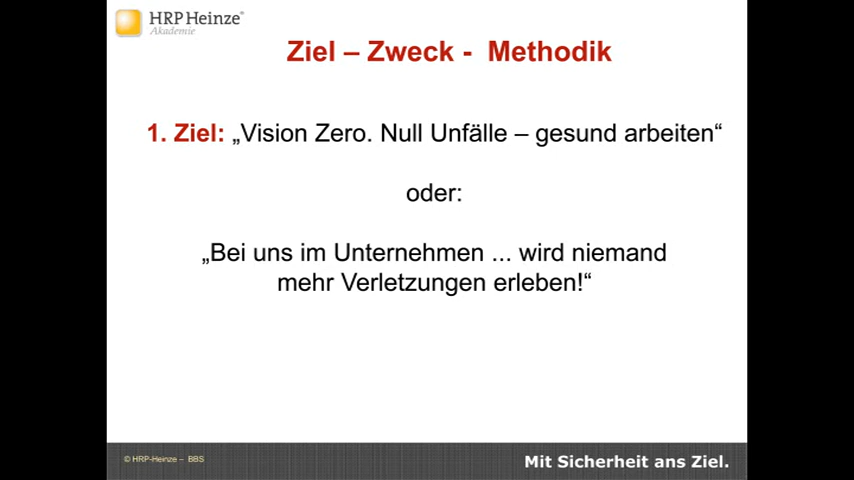 HRP Heinze®
Akademie
Ziel – Zweck - Methodik
1. Ziel: „Vision Zero. Null Unfälle – gesund arbeiten“
oder:
„Bei uns im Unternehmen ... wird niemand
mehr Verletzungen erleben!“
© HRP-Heinze – BBS
Mit Sicherheit ans Ziel.